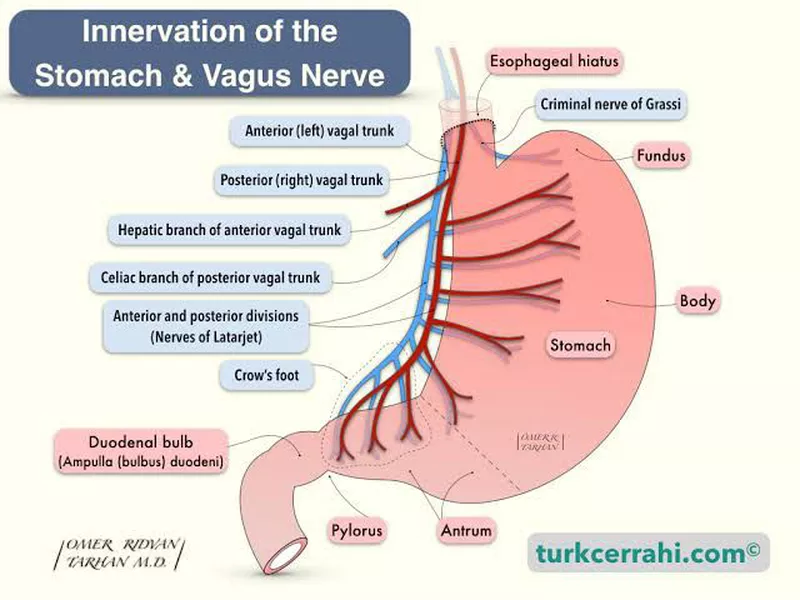 Innervation of the
Stomach & Vagus Nerve
Esophageal hiatus
Criminal nerve of Grassi
Anterior (left) vagal trunk
Fundus
Posterior (right) vagal trunk
Hepatic branch of anterior vagal trunk
Celiac branch of posterior vagal trunk
Body
Anterior and posterior divisions
(Nerves of Latarjet)
Stomach
Crow's foot
Duodenal bulb
(Ampulla (bulbus) duodeni)
OMER R.
TARHAN
Pylorus
Antrum
OMER RIDVAN
TARHAN M.D.
turkcerrahi.com©